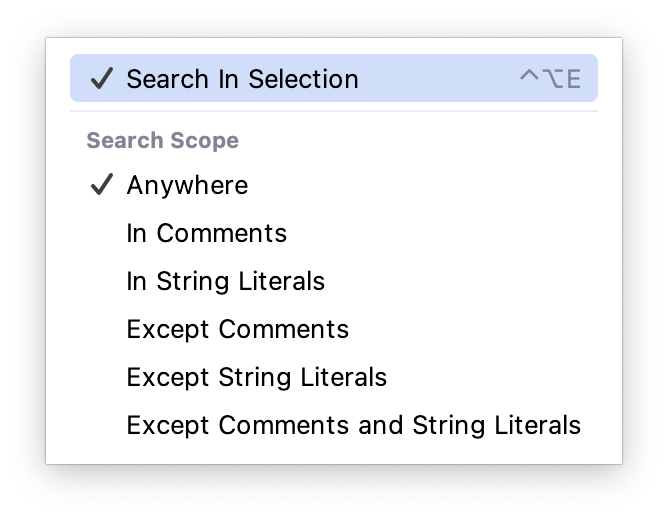 ✓ Search In Selection ⌃⌥E
Search Scope
✓ Anywhere
In Comments
In String Literals
Except Comments
Except String Literals
Except Comments and String Literals